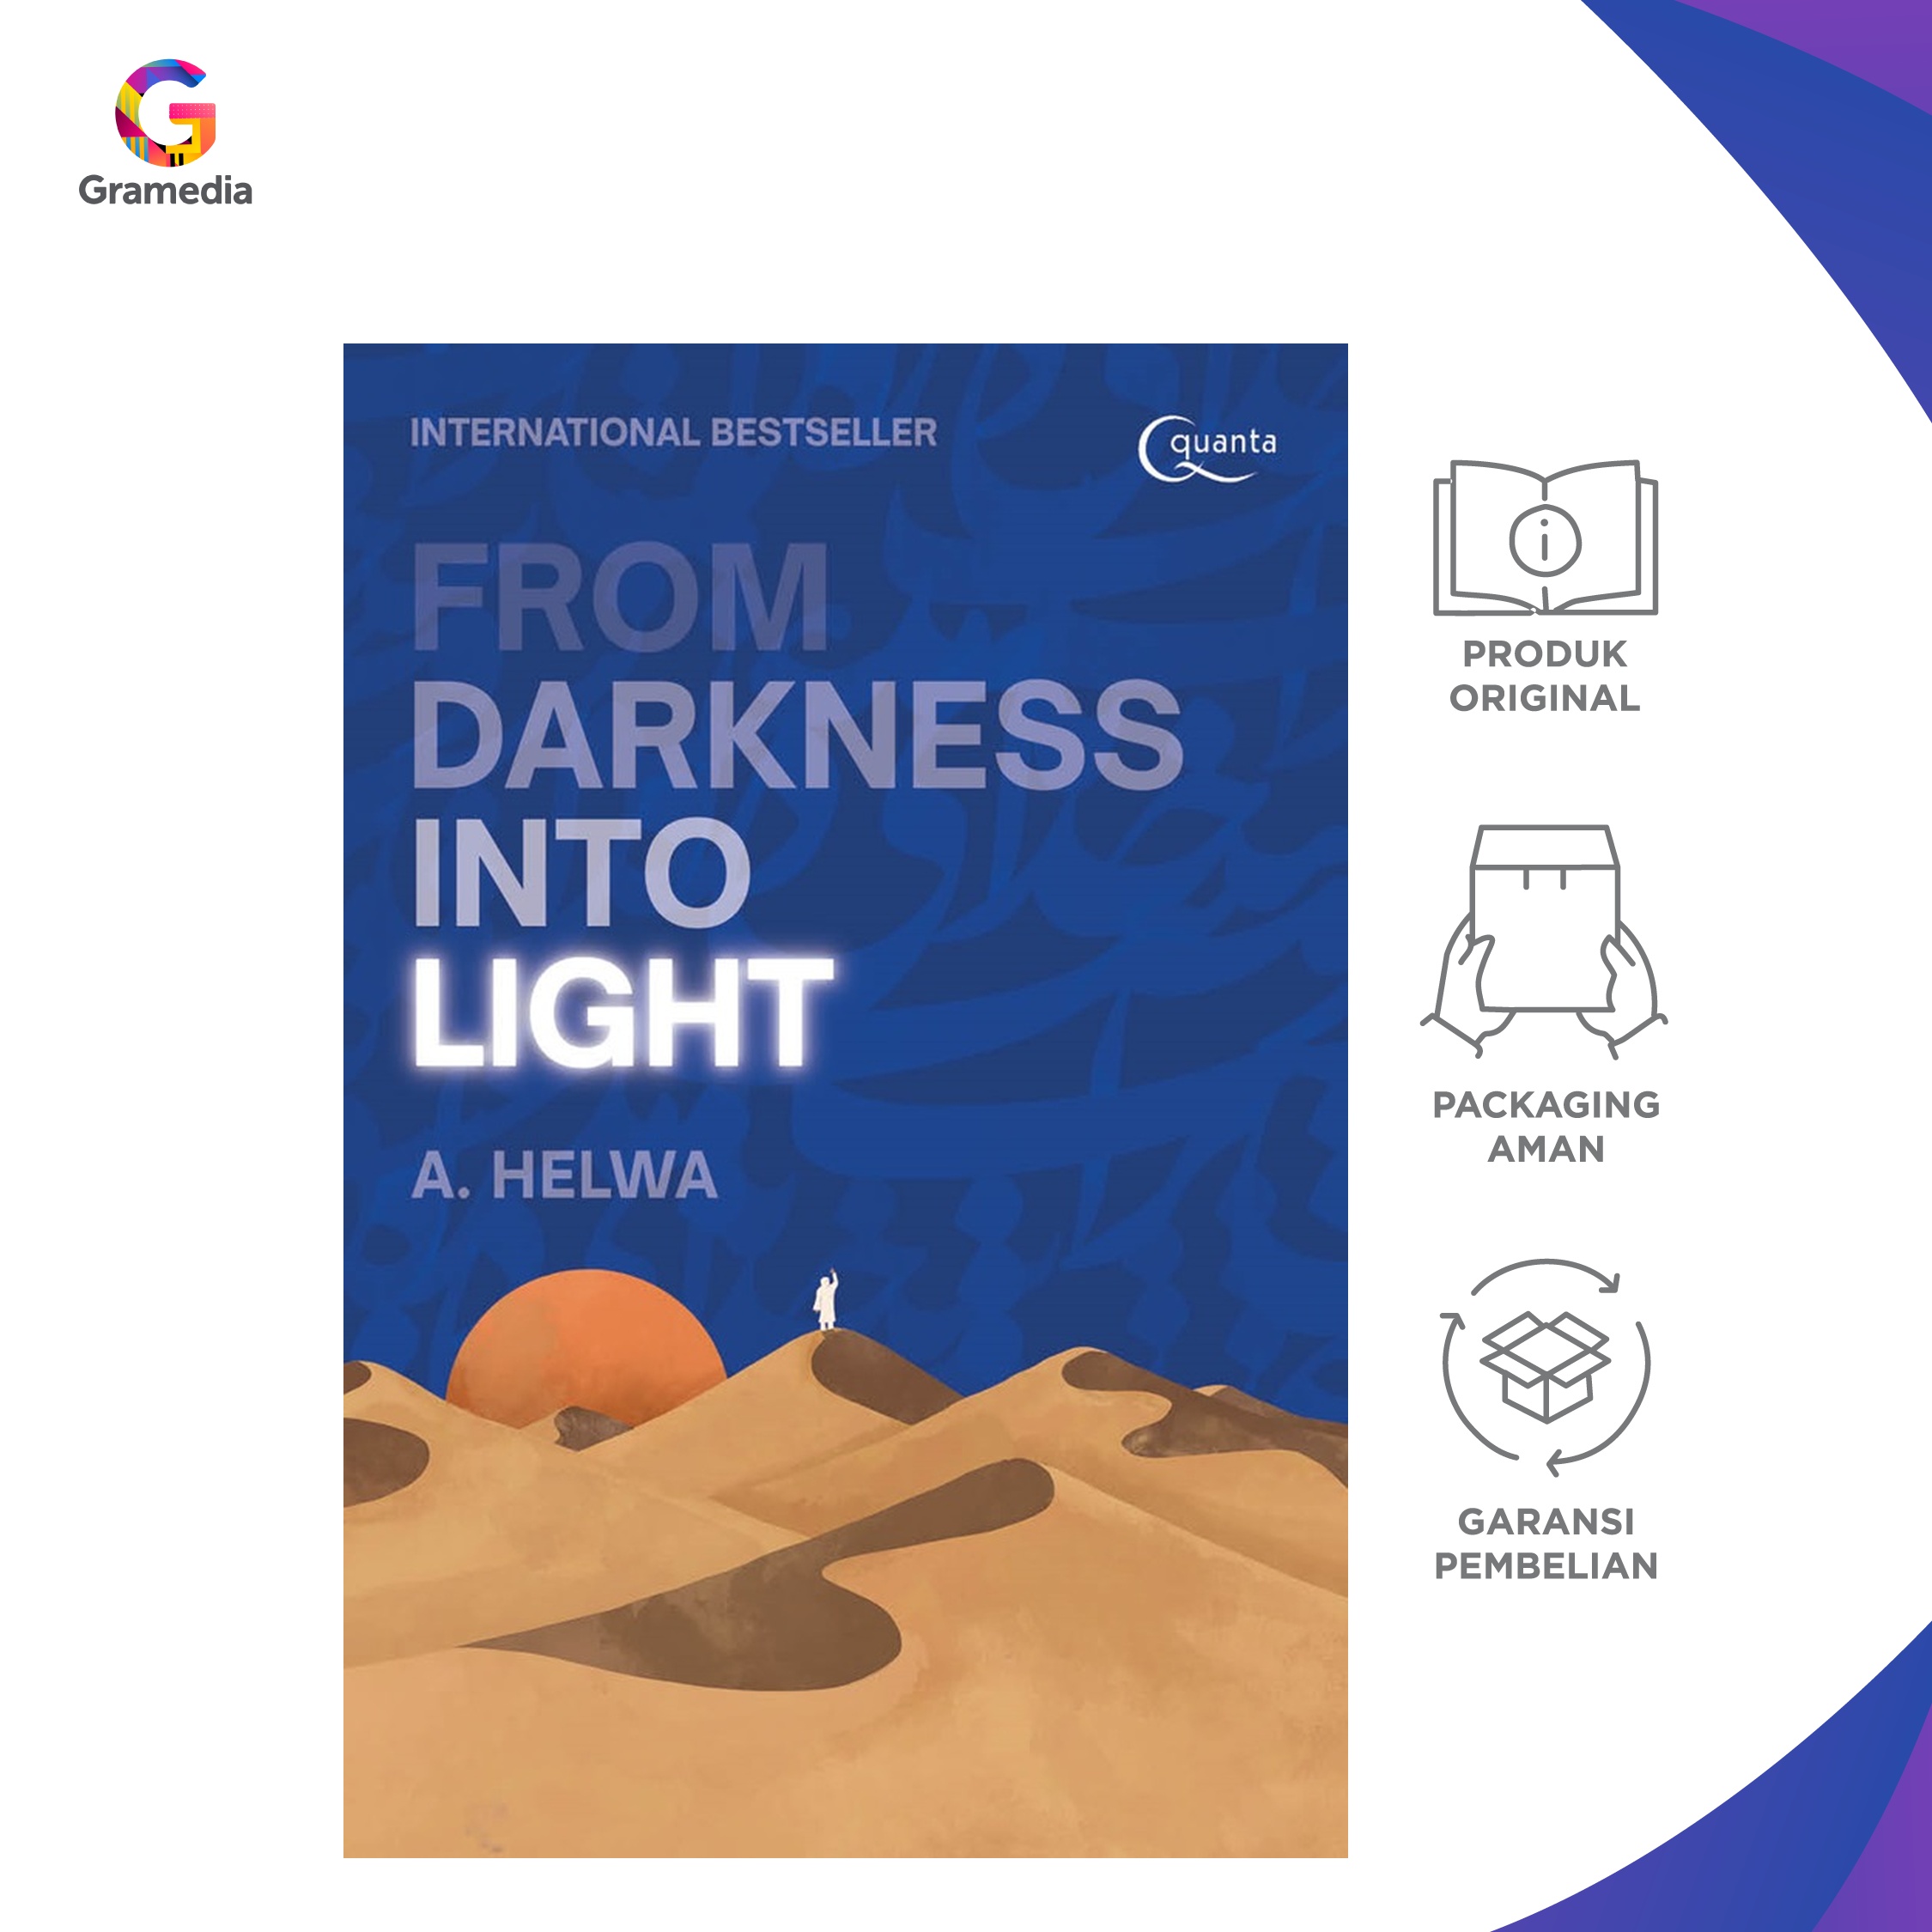 Gramedia
INTERNATIONAL BESTSELLER
quanta
FROM
DARKNESS
INTO
LIGHT
A. HELWA
PRODUK
ORIGINAL
PACKAGING
AMAN
GARANSI
PEMBELIAN